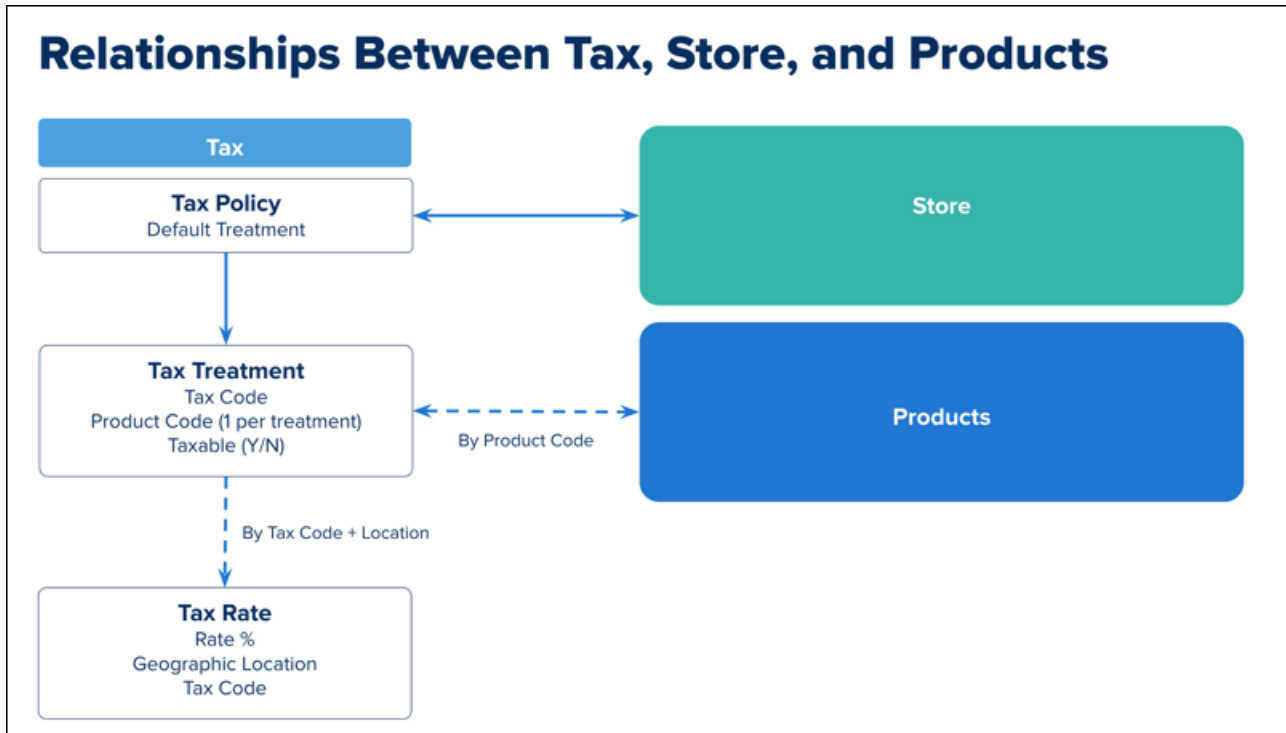 Relationships Between Tax, Store, and Products
Tax
Tax Policy
Default Treatment
Store
Tax Treatment
Tax Code
Product Code (1 per treatment)
Taxable (Y/N)
By Product Code
Products
By Tax Code + Location
Tax Rate
Rate %
Geographic Location
Tax Code